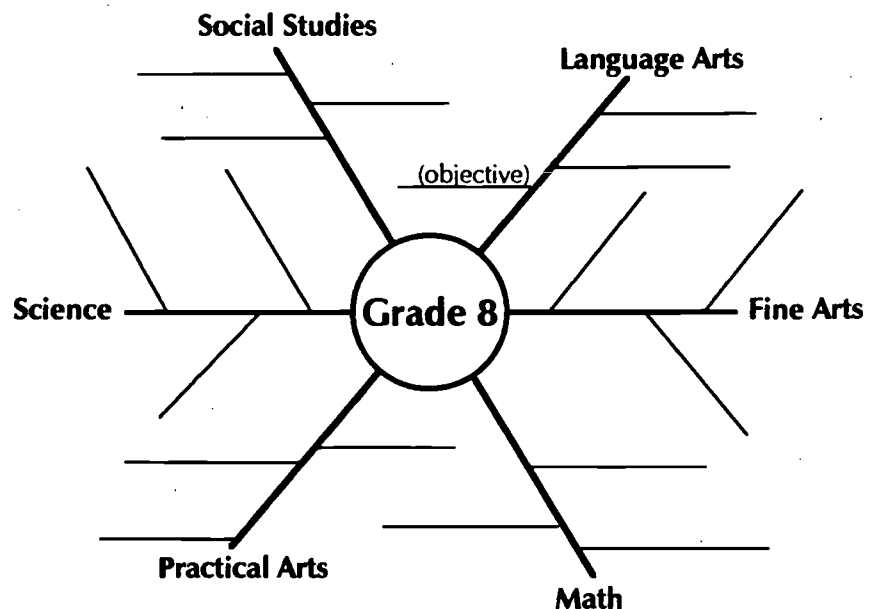 Social Studies
Language Arts
(objective)
Science
Grade 8
Fine Arts
Practical Arts
Math